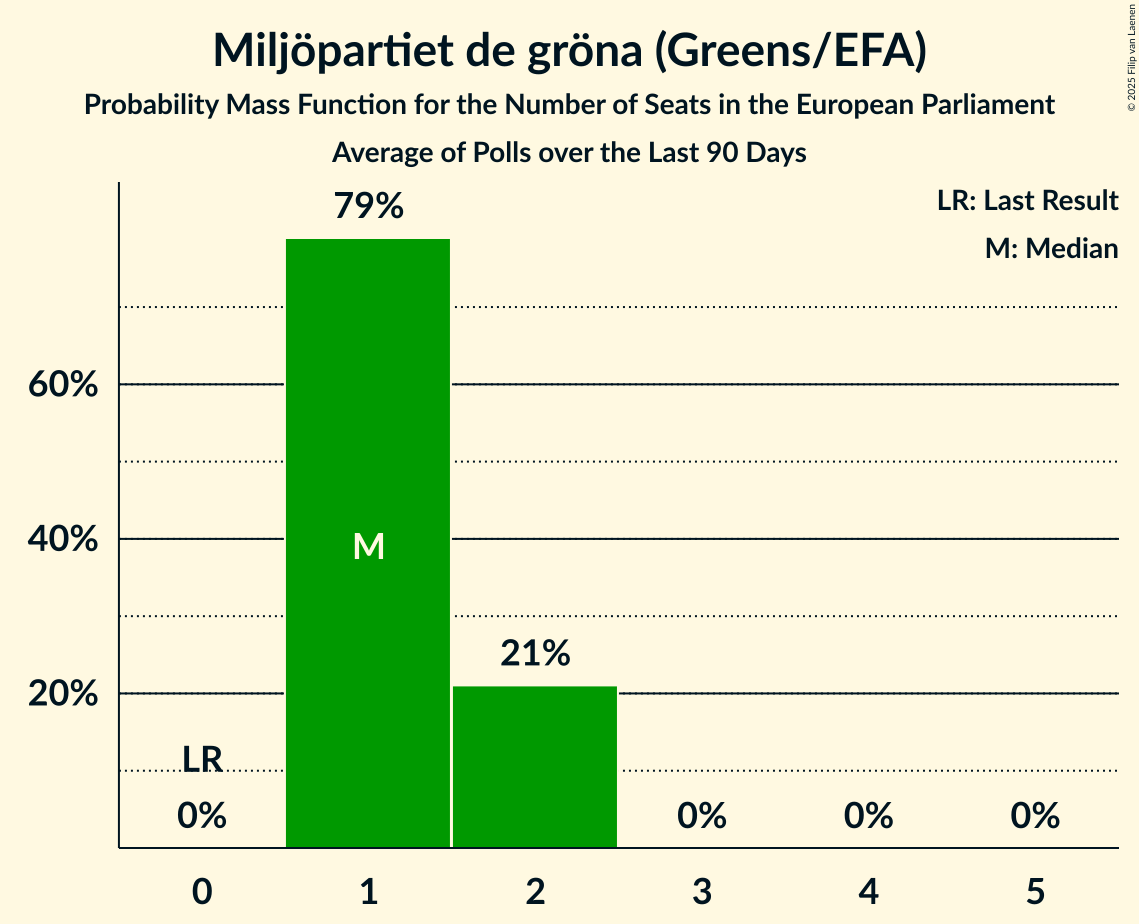 Miljöpartiet de gröna (Greens/EFA)
Probability Mass Function for the Number of Seats in the European Parliament
Average of Polls over the Last 90 Days
© 2025 Filip van Laenen
LR: Last Result
M: Median
79%
60%
40%
M
21%
20%
LR
0%
0%
0%
0%
0
1
2
3
4
5